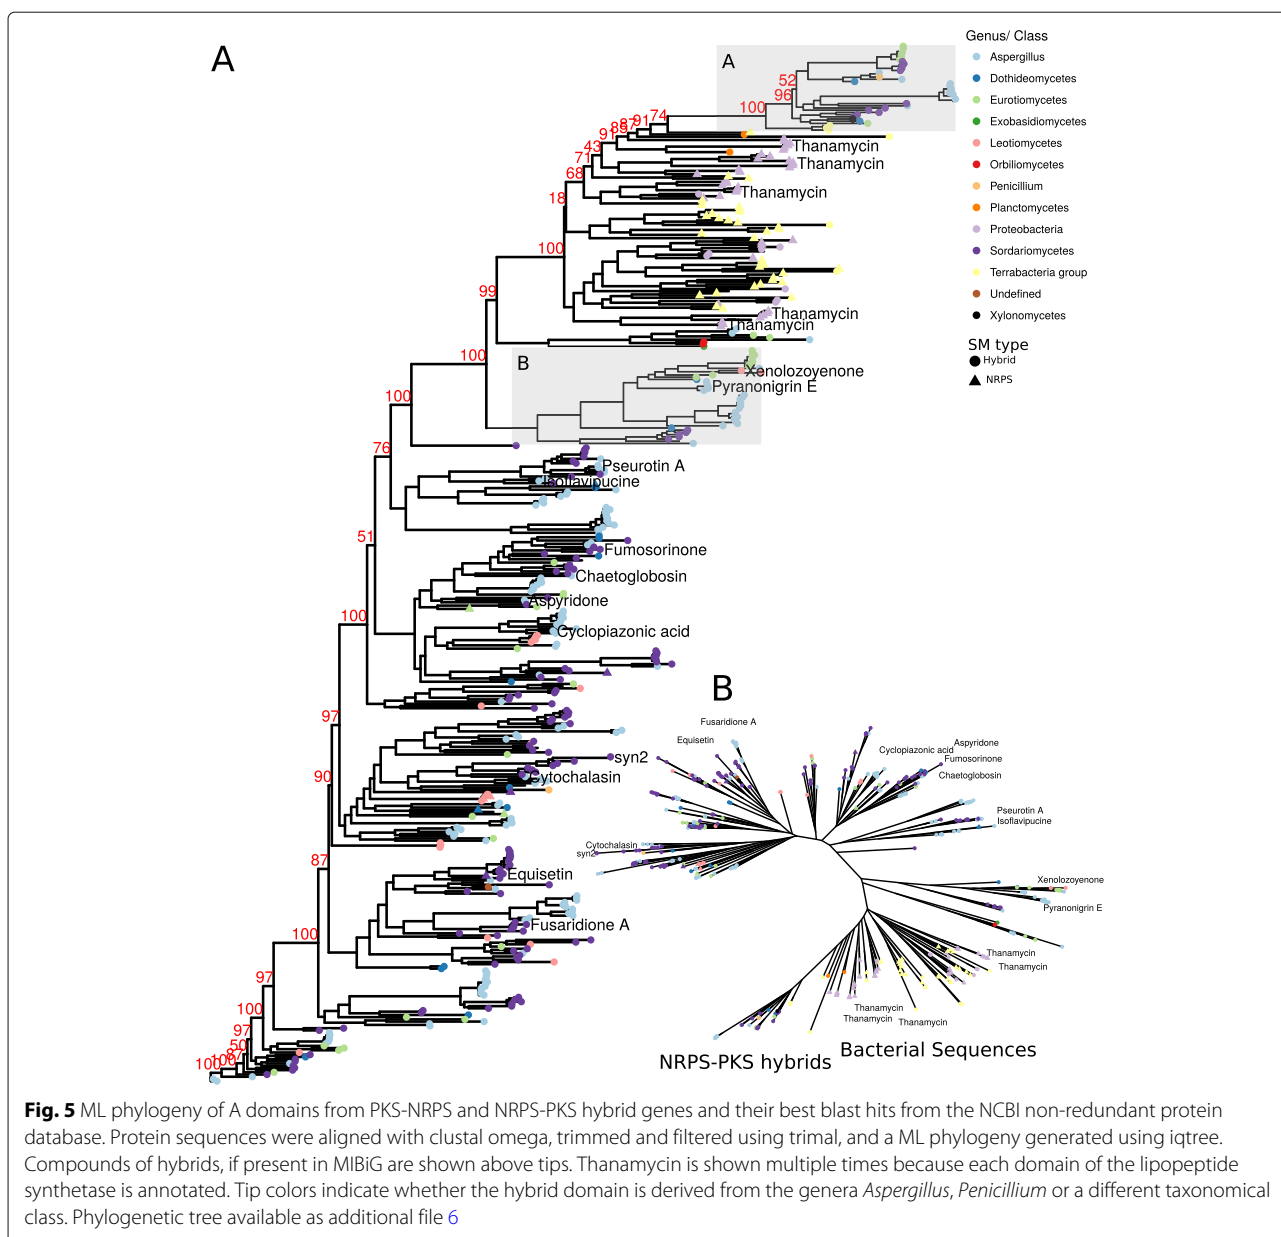 A
A
52
96
100
74
91
87
89
91
43
71
68
18
100
99
100
100
76
51
100
97
90
87
100
97
100
97
50
87
100
100
Thanamycin
Thanamycin
Thanamycin
Thanamycin
Thanamycin
B
Xenolozoyenone
Pyranonigrin E
Pseurotin A
Isoflavipucine
Fumosorinone
Chaetoglobosin
Aspyridone
Cyclopiazonic acid
syn2
Cytochalasin
Equisetin
Fusaridione A
Genus/ Class
Aspergillus
Dothideomycetes
Eurotiomycetes
Exobasidiomycetes
Leotiomycetes
Orbiliomycetes
Penicillium
Planctomycetes
Proteobacteria
Sordariomycetes
Terrabacteria group
Undefined
Xylonomycetes
SM type
Hybrid
NRPS
B
Fusaridione A
Equisetin
Cyclopiazonic acid
Aspyridone
Fumosorinone
Chaetoglobosin
Pseurotin A
Isoflavipucine
Cytochalasin
syn2
Xenolozoyenone
Pyranonigrin E
Thanamycin
Thanamycin
Thanamycin
Thanamycin
Thanamycin
NRPS-PKS hybrids
Bacterial Sequences
Fig. 5 ML phylogeny of A domains from PKS-NRPS and NRPS-PKS hybrid genes and their best blast hits from the NCBI non-redundant protein
database. Protein sequences were aligned with clustal omega, trimmed and filtered using trimal, and a ML phylogeny generated using iqtree.
Compounds of hybrids, if present in MIBiG are shown above tips. Thanamycin is shown multiple times because each domain of the lipopeptide
synthetase is annotated. Tip colors indicate whether the hybrid domain is derived from the genera Aspergillus, Penicillium or a different taxonomical
class. Phylogenetic tree available as additional file 6